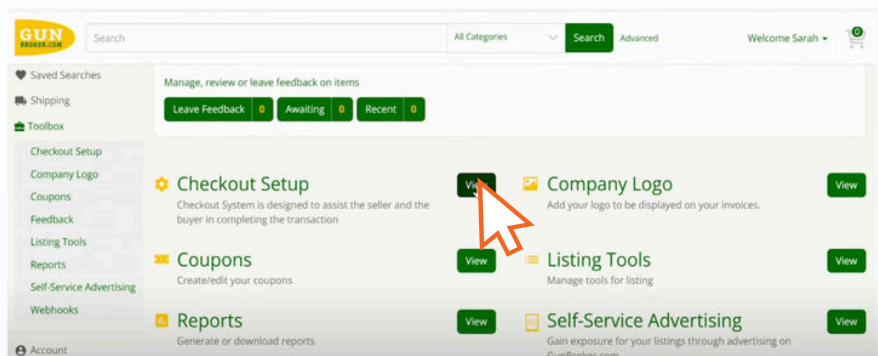 GUN
BROKER.COM
Search
All Categories
Search
Advanced
Welcome Sarah
0
Saved Searches
Shipping
Toolbox
Checkout Setup
Company Logo
Coupons
Feedback
Listing Tools
Reports
Self-Service Advertising
Webhooks
Account
Manage, review or leave feedback on items
Leave Feedback 0
Awaiting 0
Recent 0
Checkout Setup
Checkout System is designed to assist the seller and the
buyer in completing the transaction
Company Logo
View
Add your logo to be displayed on your invoices.
Coupons
View
Create/edit your coupons
Listing Tools
View
Manage tools for listing
Reports
View
Generate or download reports
Self-Service Advertising
View
Gain exposure for your listings through advertising on
GunBroker.com